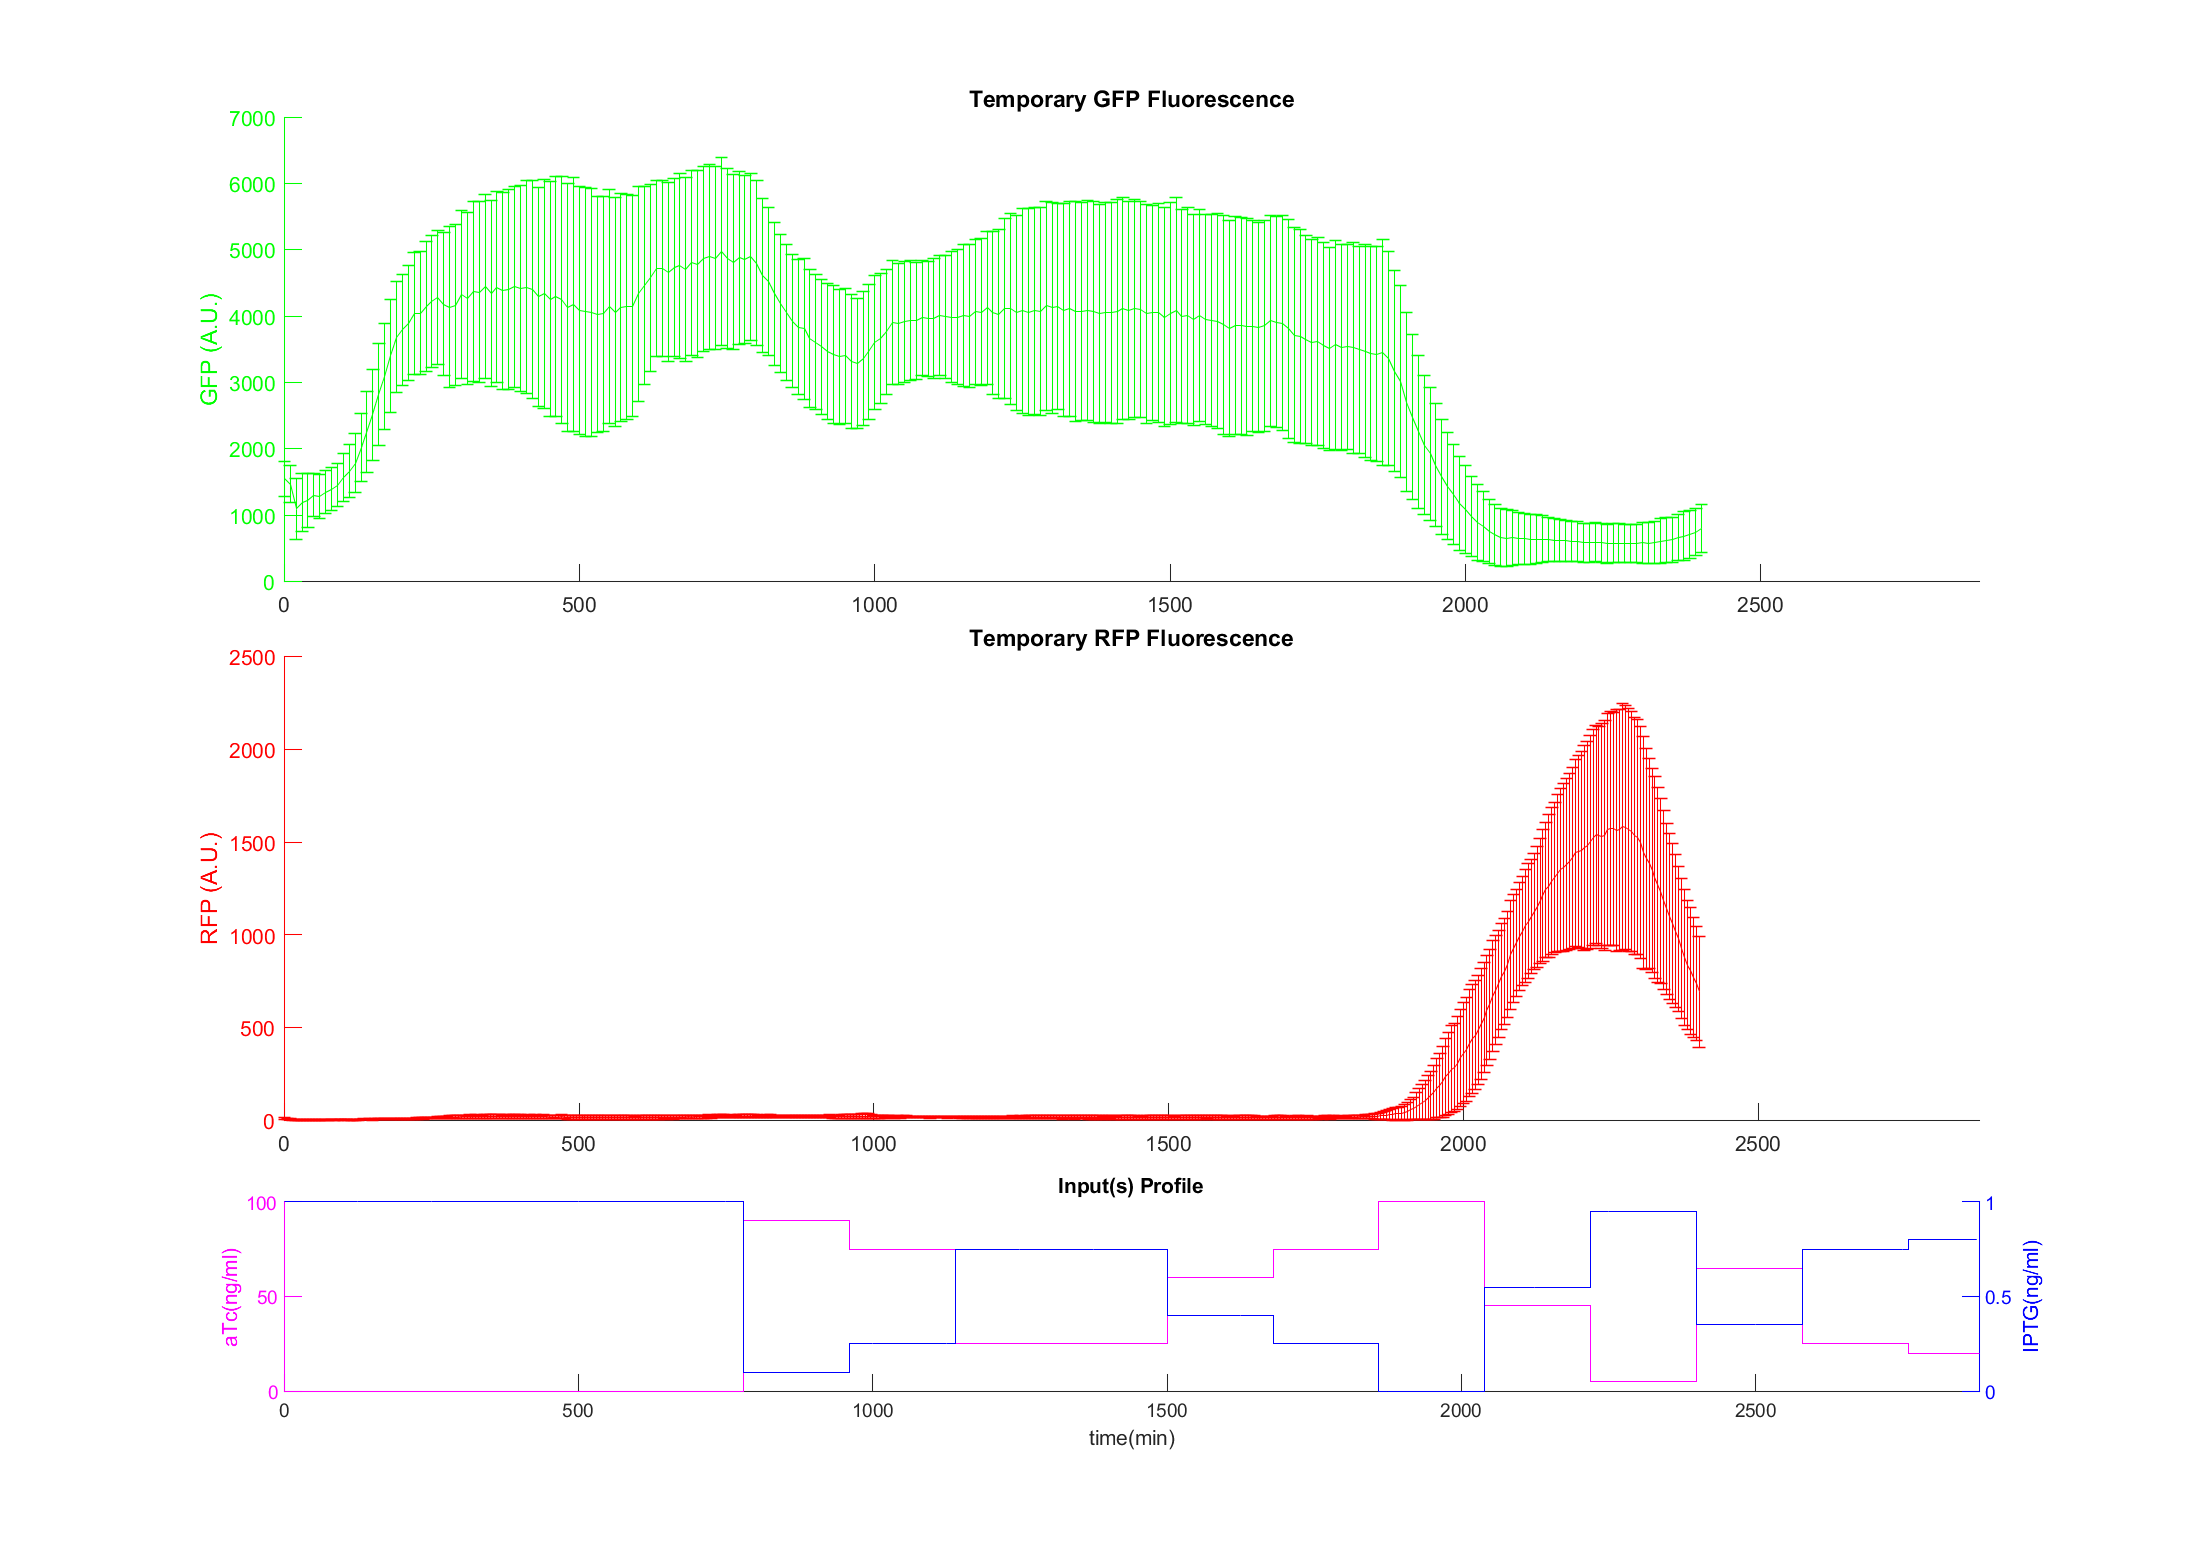 Temporary GFP Fluorescence
7000
6000
5000
4000
3000
2000
1000
0
GFP (A.U.)
0 500 1000 1500 2000 2500
Temporary RFP Fluorescence
2500
2000
1500
1000
500
0
RFP (A.U.)
0 500 1000 1500 2000 2500
Input(s) Profile
100
50
0
aTc(ng/ml)
1
0.5
0
IPTG(ng/ml)
0 500 1000 1500 2000 2500
time(min)